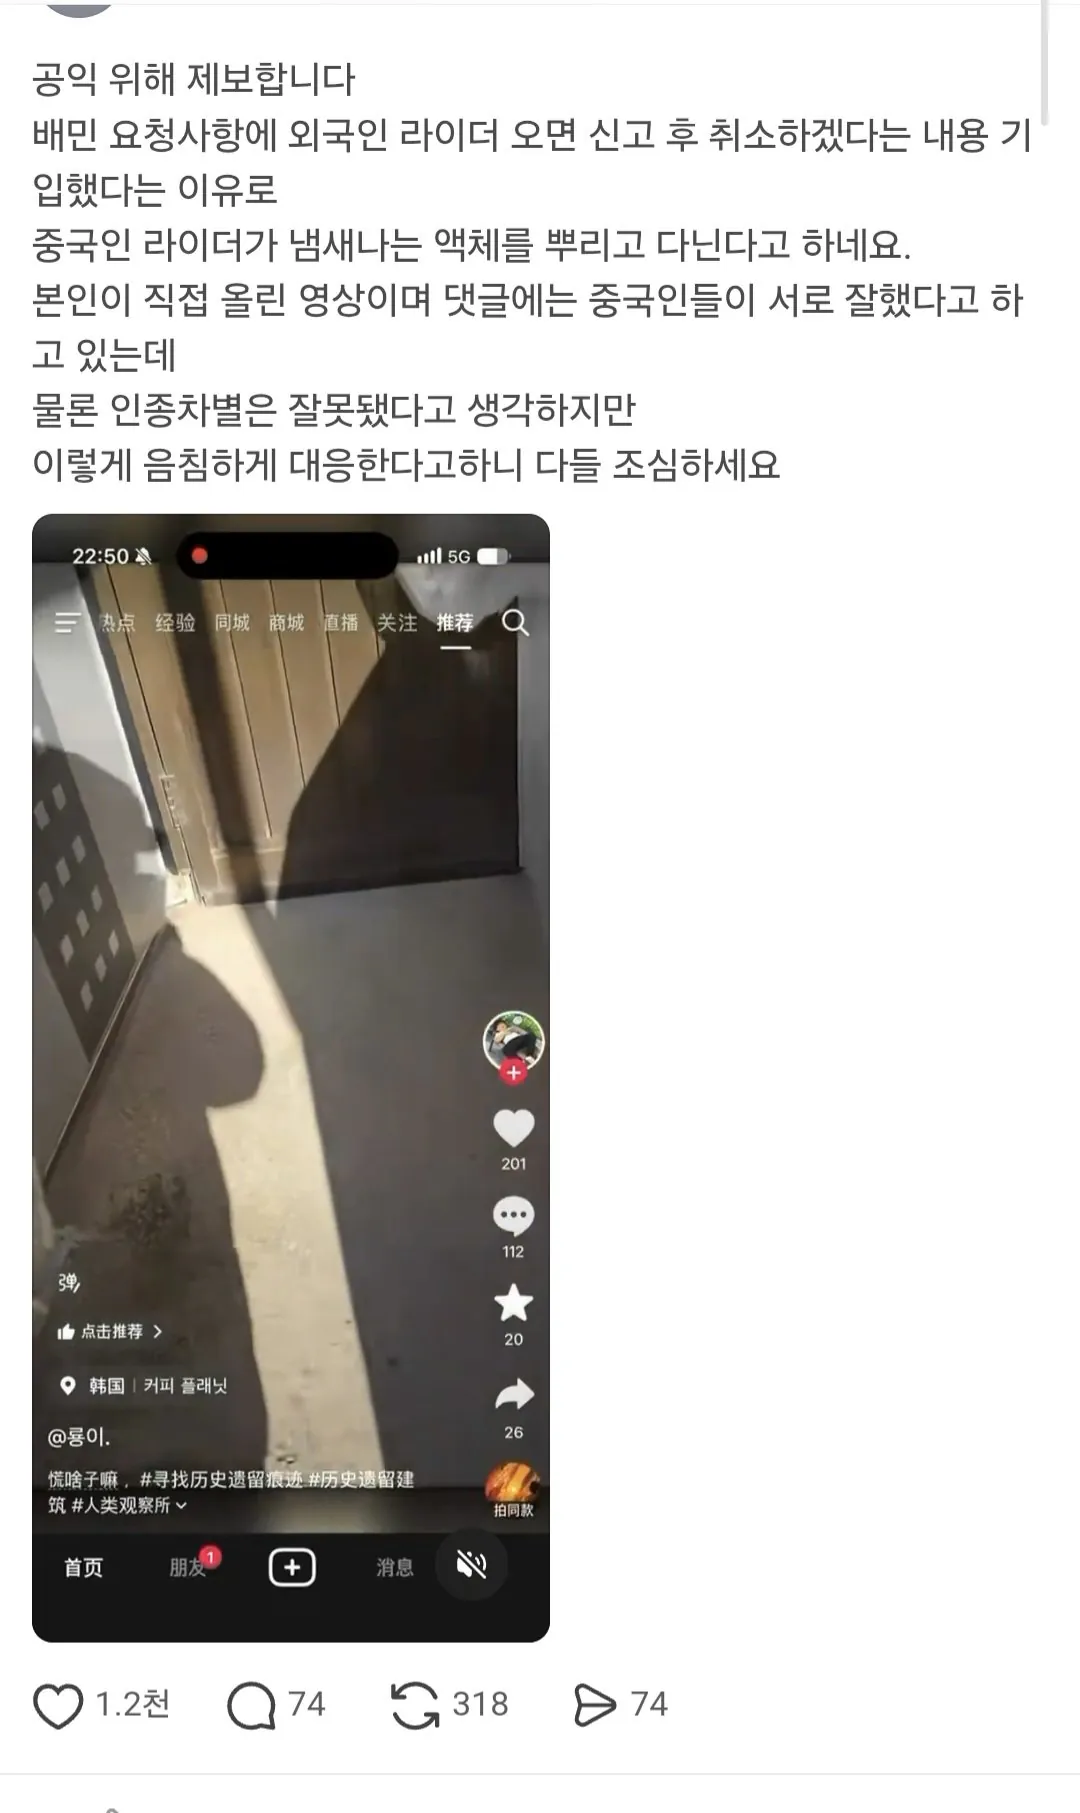 공익 위해 제보합니다
배민 요청사항에 외국인 라이더 오면 신고 후 취소하겠다는 내용 기
입했다는 이유로
중국인 라이더가 냄새나는 액체를 뿌리고 다닌다고 하네요.
본인이 직접 올린 영상이며 댓글에는 중국인들이 서로 잘했다고 하
고 있는데
물론 인종차별은 잘못됐다고 생각하지만
이렇게 음침하게 대응한다고하니 다들 조심하세요
22:50 5G
热点 经验 同城 商城 直播 关注 推荐
201
112
20
26
弹
点击推荐 >
韩国 | 커피 플래닛
@룡이.
慌啥子嘛，#寻找历史遗留痕迹 #历史遗留建
筑 #人类观察所
拍同款
首页 朋友 1 消息
1.2천 74 318 74